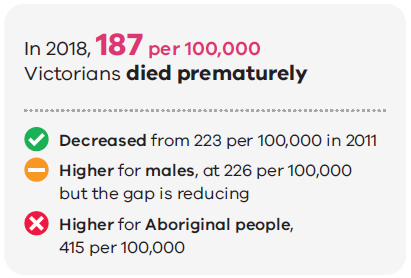 In 2018, 187 per 100,000
Victorians died prematurely
Decreased from 223 per 100,000 in 2011
Higher for males, at 226 per 100,000
but the gap is reducing
Higher for Aboriginal people,
415 per 100,000